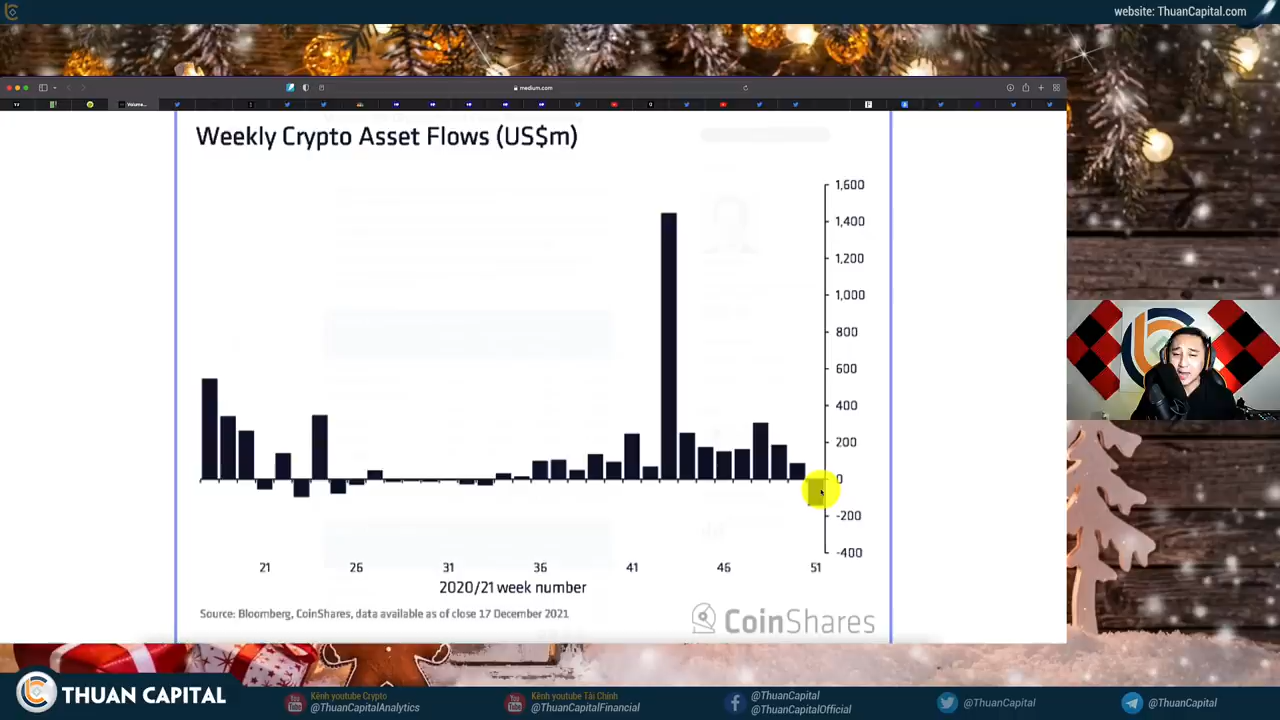 website: ThuanCapital.com
medium.com
Volume...
Weekly Crypto Asset Flows (US$m)
1,600
1,400
1,200
1,000
800
600
400
200
0
-200
-400
21 26 31 36 41 46 51
2020/21 week number
Source: Bloomberg, CoinShares, data available as of close 17 December 2021
CoinShares
THUAN CAPITAL
Kênh youtube Crypto
@ThuanCapitalAnalytics
Kênh youtube Tài Chính
@ThuanCapitalFinancial
@ThuanCapital
@ThuanCapitalOfficial
@ThuanCapital
@ThuanCapital